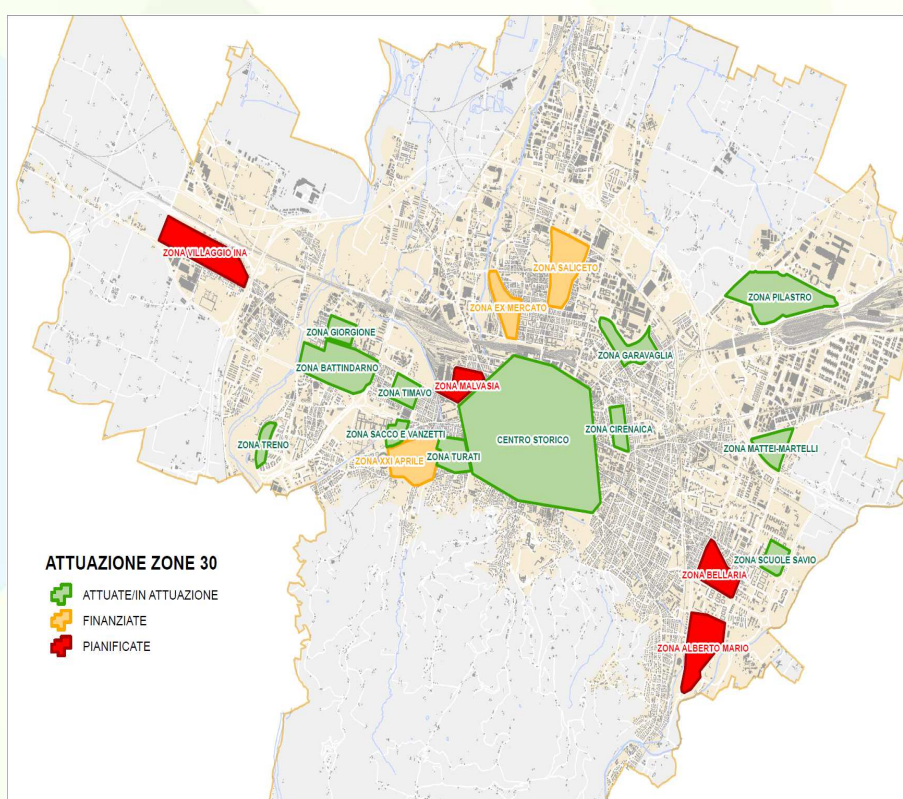 ZONA VILLAGGIO INA
ZONA SALICETO
ZONA PILASTRO
ZONA EX MERCATO
ZONA GIORGIONE
ZONA GARAVAGLIA
ZONA BATTINDARNO
ZONA MALVASIA
ZONA TIMAVO
ZONA CIRENAICA
ZONA SACCO E VANZETTI
CENTRO STORICO
ZONA TRENO
ZONA MATTEI-MARTELLI
ZONA TURATI
ZONA XXI APRILE
ZONA SCUOLE SAVIO
ZONA BELLARIA
ZONA ALBERTO MARIO
ATTUAZIONE ZONE 30
ATTUATE/IN ATTUAZIONE
FINANZIATE
PIANIFICATE